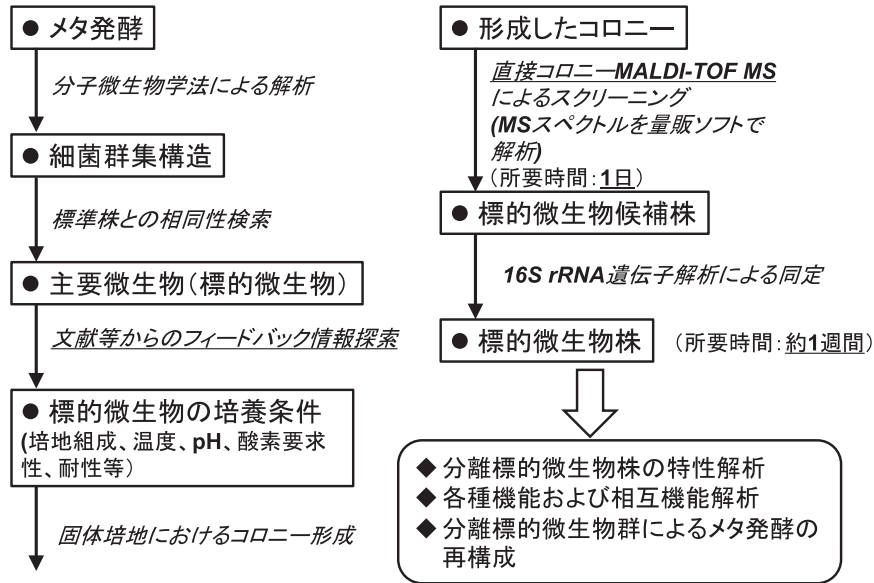 ● メタ発酵
分子微生物学法による解析
● 細菌群集構造
標準株との相同性検索
● 主要微生物(標的微生物)
文献等からのフィードバック情報探索
● 標的微生物の培養条件
(培地組成、温度、pH、酸素要求
性、耐性等)
固体培地におけるコロニー形成
● 形成したコロニー
直接コロニーMALDI-TOF MS
によるスクリーニング
(MSスペクトルを量販ソフトで
解析)
(所要時間:1日)
● 標的微生物候補株
16S rRNA遺伝子解析による同定
● 標的微生物株
(所要時間:約1週間)
◆ 分離標的微生物株の特性解析
◆ 各種機能および相互機能解析
◆ 分離標的微生物群によるメタ発酵の
再構成